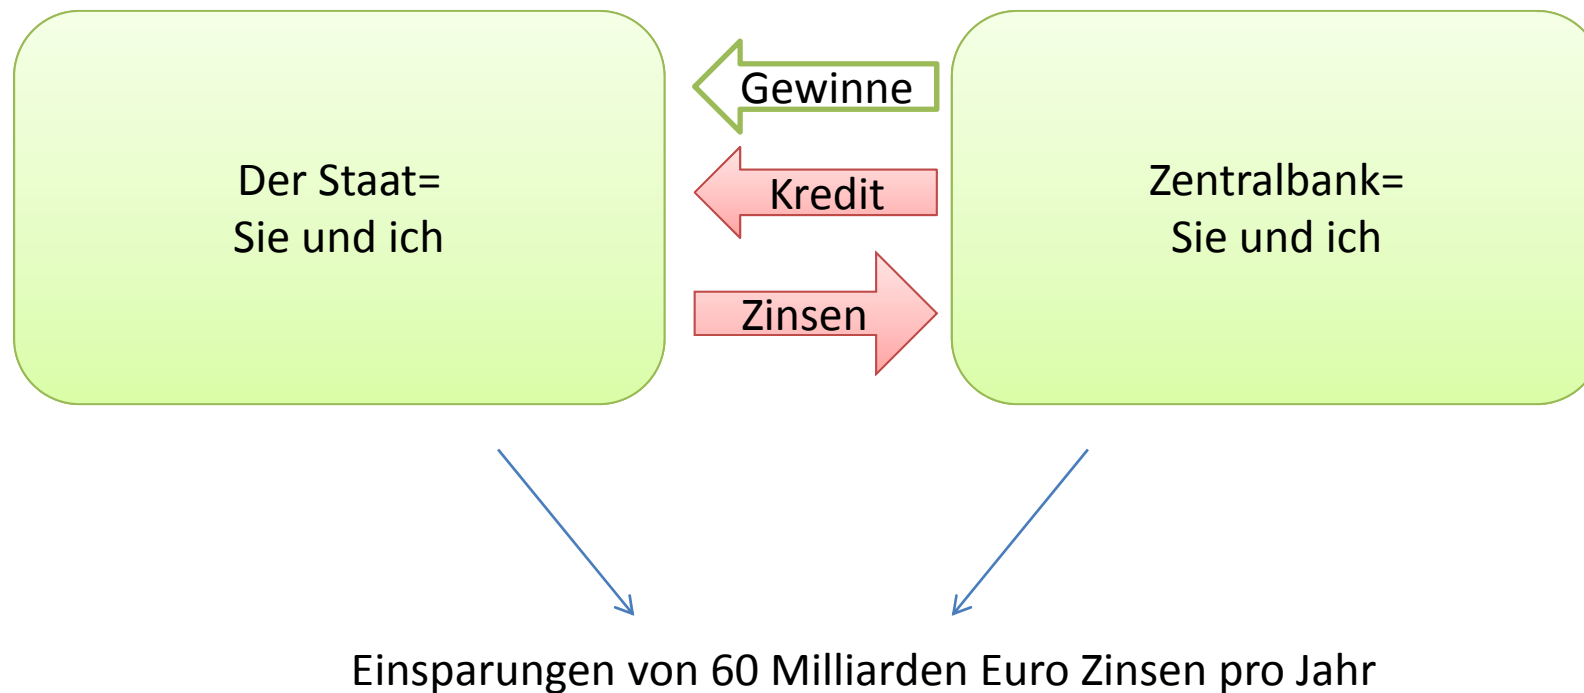 Der Staat=
Sie und ich
Gewinne
Kredit
Zinsen
Zentralbank=
Sie und ich
Einsparungen von 60 Milliarden Euro Zinsen pro Jahr